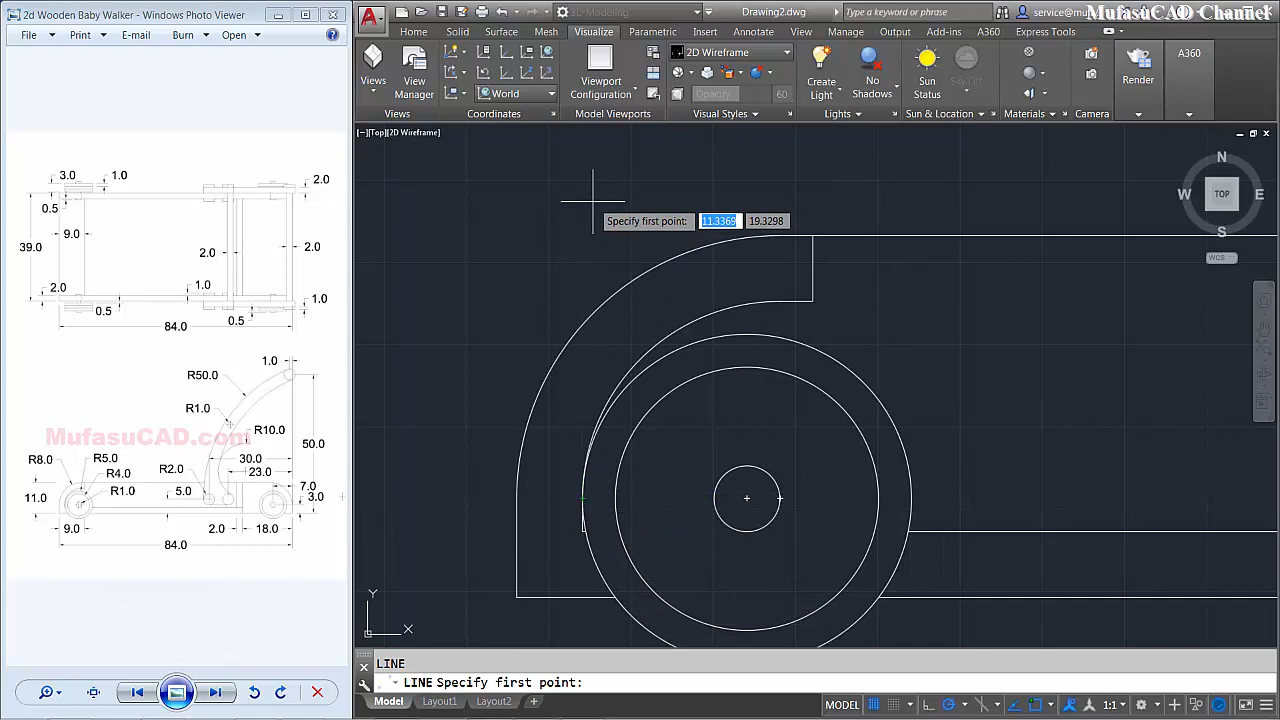 2d Wooden Baby Walker - Windows Photo Viewer
File Print E-mail Burn Open
3.0 1.0 2.0
0.5
9.0
39.0 2.0 2.0
2.0 1.0 1.0
0.5 0.5
84.0
1.0
R50.0
R1.0
R10.0
MufasuCAD.com 50.0
30.0
R8.0 R5.0 R2.0 23.0
R4.0 7.0
11.0 R1.0 5.0 3.0
9.0 2.0 18.0
84.0
3D Modeling Drawing2.dwg Type a keyword or phrase
MufasuCAD Channel
Home Solid Surface Mesh Visualize Parametric Insert Annotate View Manage Output Add-ins A360 Express Tools
Views View Manager World Viewport Configuration 2D Wireframe Opacity 60 Create Light No Shadows Sun Status Sky Off Render A360
Views Coordinates Model Viewports Visual Styles Lights Sun & Location Materials Camera
[−][Top][2D Wireframe]
N
W TOP E
S
WCS
Specify first point: 11.3369 19.3298
Y
X
LINE
LINE Specify first point:
Model Layout1 Layout2 +
MODEL 1:1